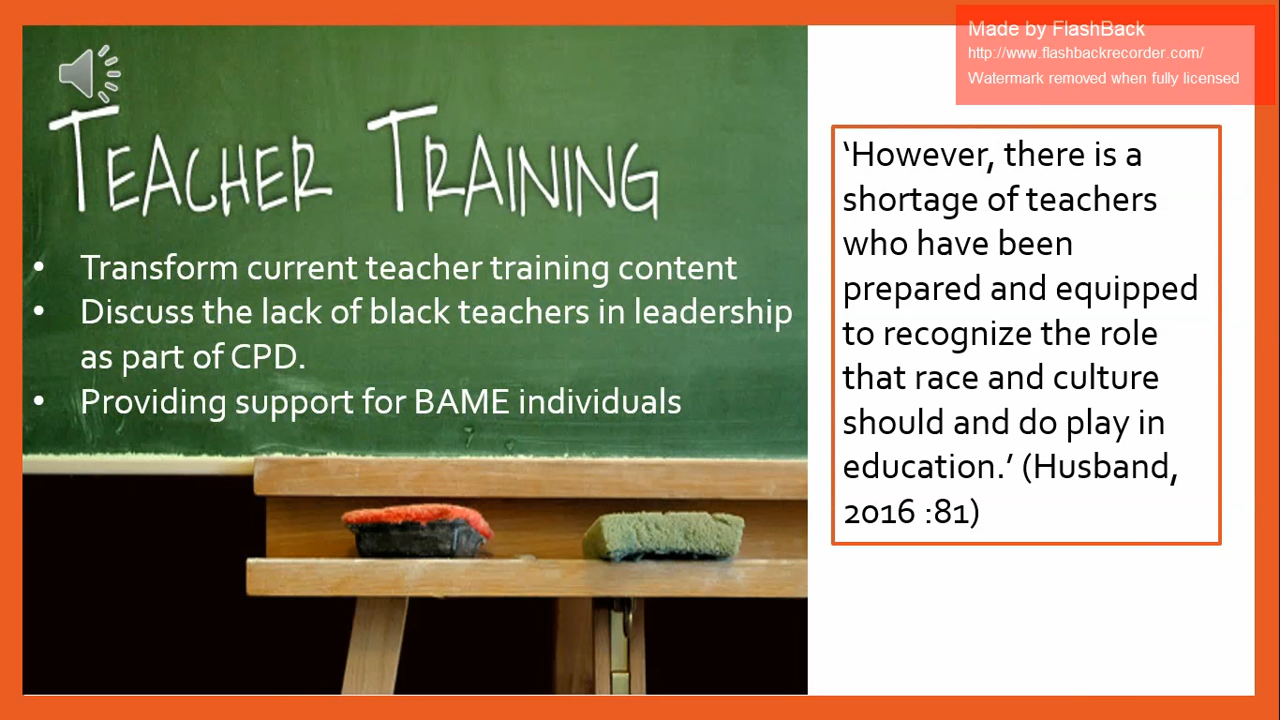 Made by FlashBack
http://www.flashbackrecorder.com/
Watermark removed when fully licensed
TEACHER TRAINING
• Transform current teacher training content
• Discuss the lack of black teachers in leadership
as part of CPD.
• Providing support for BAME individuals
‘However, there is a
shortage of teachers
who have been
prepared and equipped
to recognize the role
that race and culture
should and do play in
education.’ (Husband,
2016 :81)